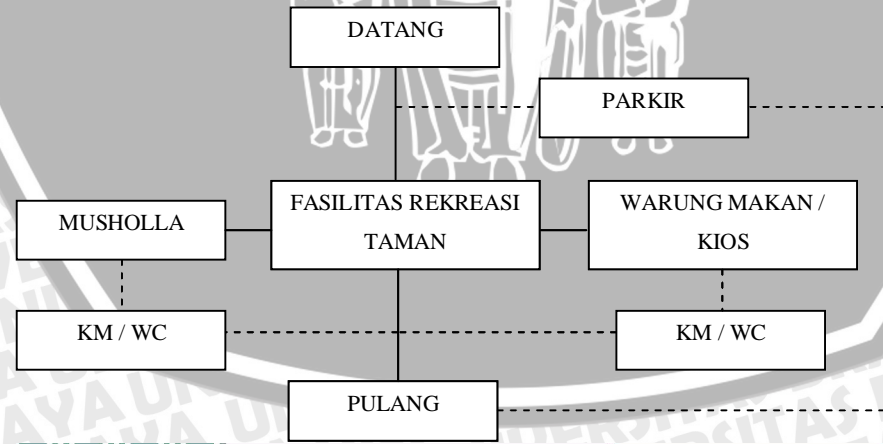 DATANG
PARKIR
FASILITAS REKREASI
TAMAN
WARUNG MAKAN /
KIOS
MUSHOLLA
KM / WC
KM / WC
PULANG